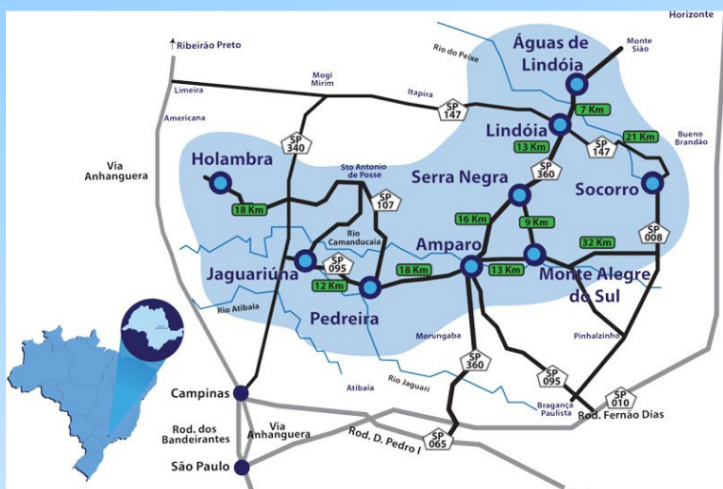 Horizonte
Ribeirão Preto
Rio do Peixe
Águas de
Lindóia
Monte
Sião
Limeira
Mogi
Mirim
Itapira
SP
147
7 Km
Americana
Lindóia
21 Km
Bueno
Brandão
SP
340
13 Km
SP
147
Via
Anhanguera
Holambra
Sto Antonio
de Posse
SP
360
Serra Negra
Socorro
18 Km
SP
107
16 Km
9 Km
SP
008
Rio
Camanducaia
Amparo
32 Km
Jaguariúna
SP
095
18 Km
13 Km
Monte Alegre
do Sul
12 Km
Rio Atibaia
Pedreira
Morungaba
Pinhalzinho
SP
360
SP
095
Rio Jaguari
Atibaia
Campinas
Bragança
Paulista
SP
010
Rod. Fernão Dias
Rod. dos
Bandeirantes
Via
Anhanguera
Rod. D. Pedro I
SP
065
São Paulo